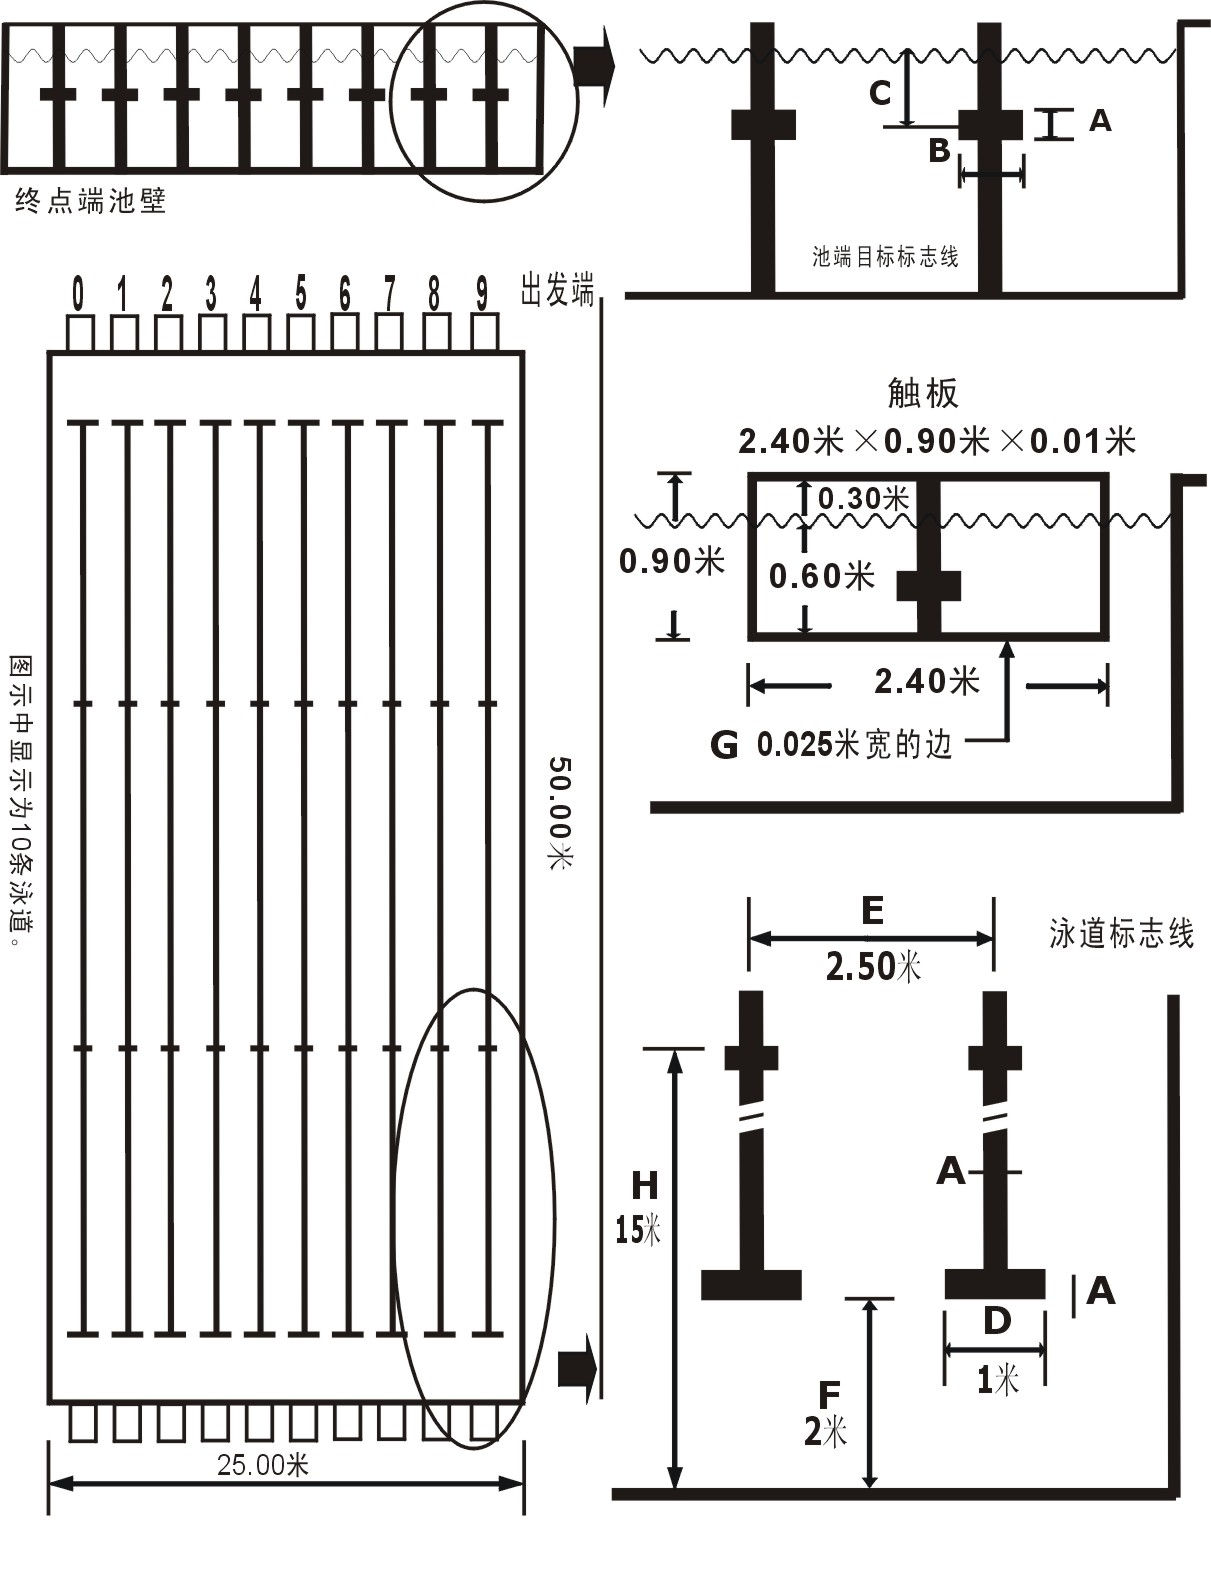 终点端池壁
C
A
B
池端目标标志线
0 1 2 3 4 5 6 7 8 9
出发端
触板
2.40米×0.90米×0.01米
0.30米
0.90米
0.60米
2.40米
G 0.025米宽的边
图示中显示为10条泳道。
50.00米
E
2.50米
泳道标志线
H
15米
A
A
D
1米
F
2米
25.00米